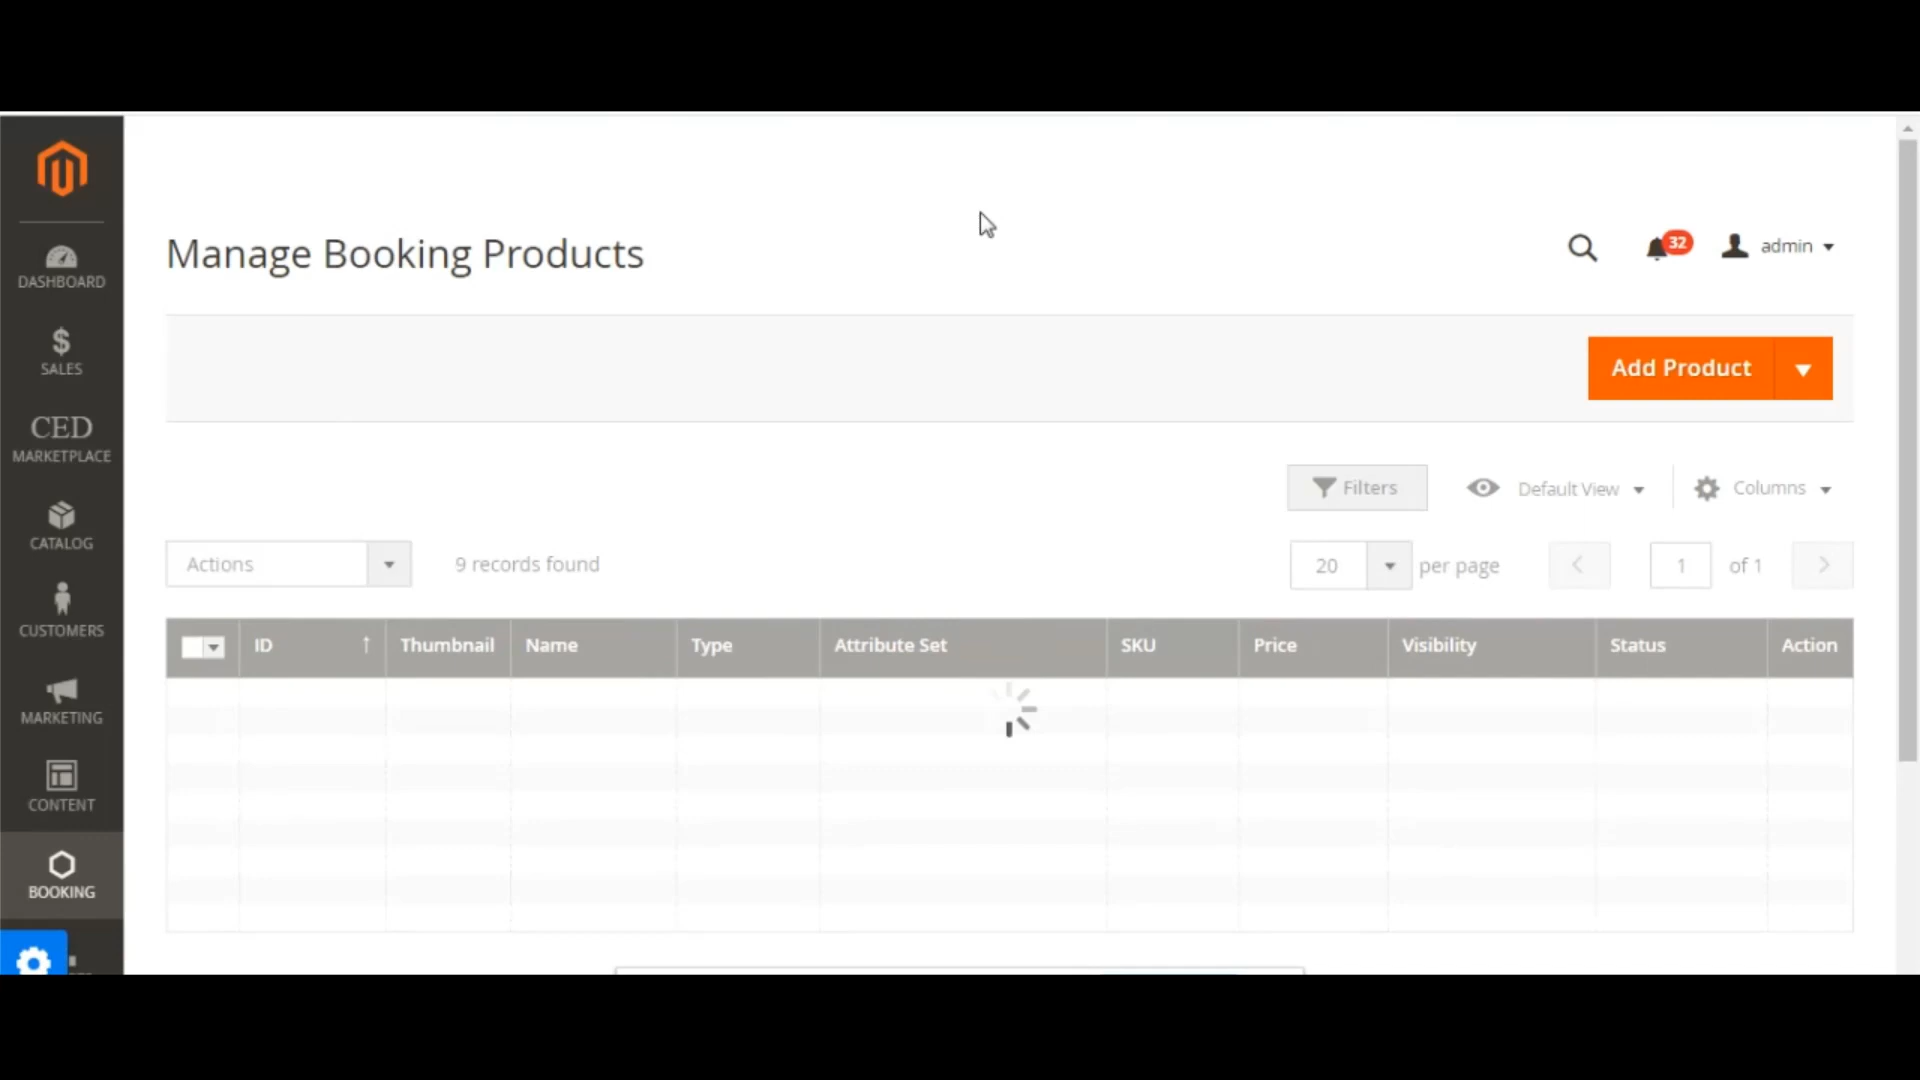 Manage Booking Products
32
admin
DASHBOARD
SALES
CED
MARKETPLACE
CATALOG
CUSTOMERS
MARKETING
CONTENT
BOOKING
Add Product
Filters
Default View
Columns
Actions
9 records found
20 per page
1 of 1
ID Thumbnail Name Type Attribute Set SKU Price Visibility Status Action